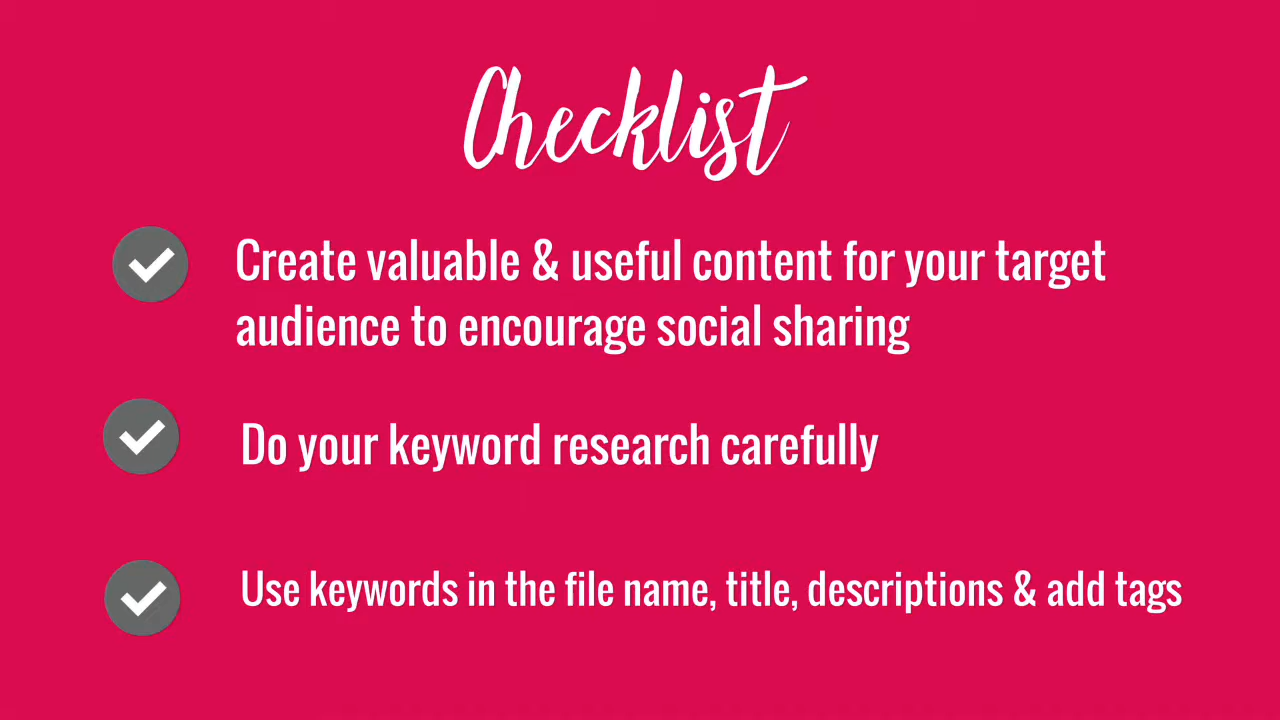 Checklist
Create valuable & useful content for your target
audience to encourage social sharing
Do your keyword research carefully
Use keywords in the file name, title, descriptions & add tags